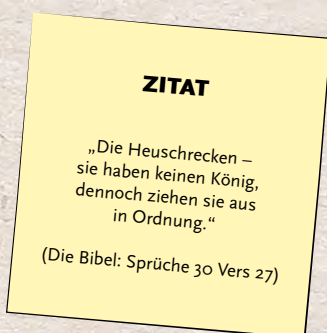 ZITAT
„Die Heuschrecken –
sie haben keinen König,
dennoch ziehen sie aus
in Ordnung.“
(Die Bibel: Sprüche 30 Vers 27)